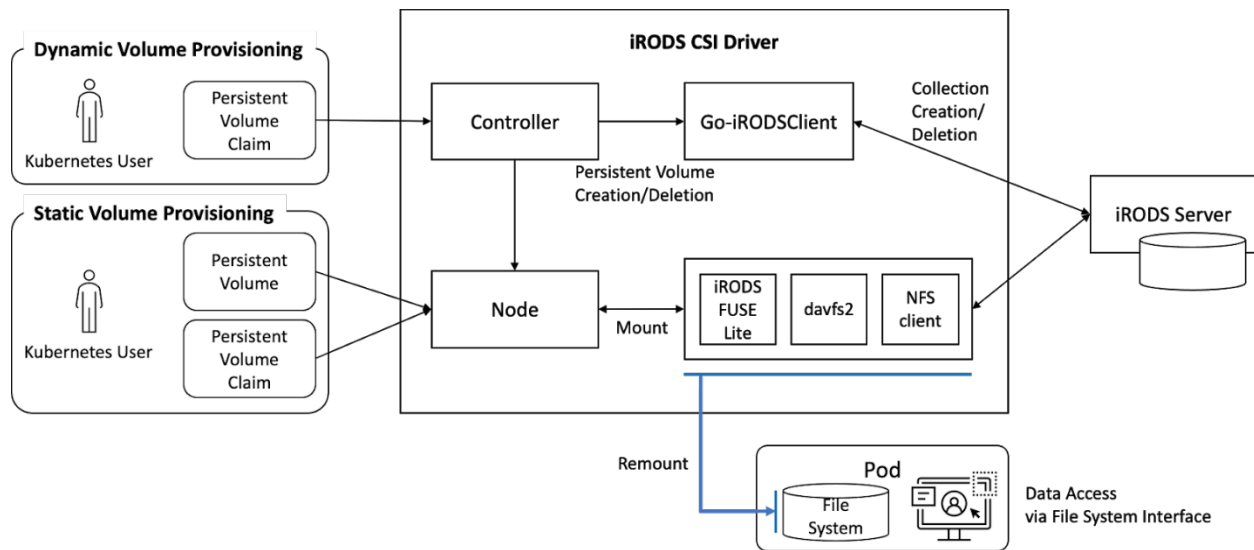 Dynamic Volume Provisioning
Kubernetes User
Persistent
Volume
Claim
Static Volume Provisioning
Kubernetes User
Persistent
Volume
Persistent
Volume
Claim
iRODS CSI Driver
Controller
Go-iRODSClient
Persistent Volume
Creation/Deletion
Collection
Creation/
Deletion
Node
Mount
iRODS
FUSE
Lite
davfs2
NFS
client
iRODS Server
Remount
Pod
File
System
Data Access
via File System Interface